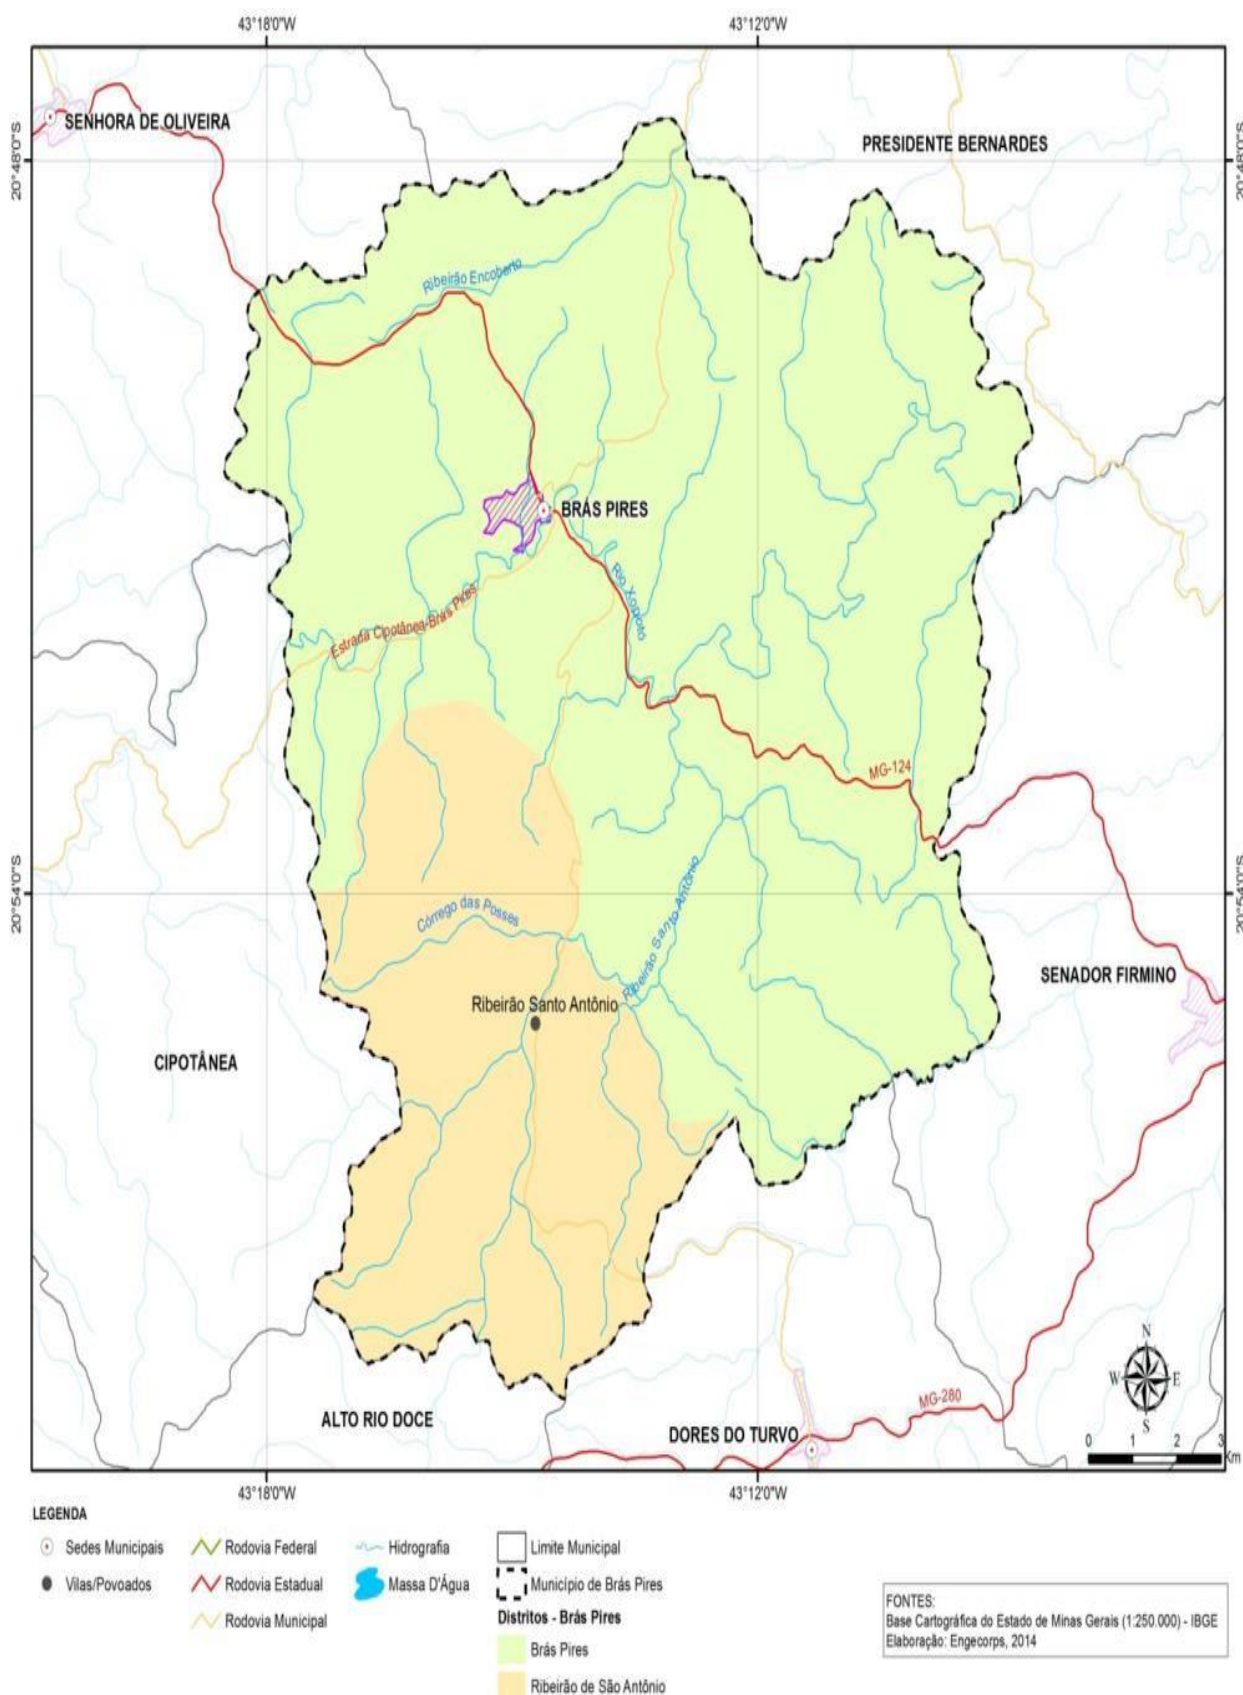 43°18'0"W
43°12'0"W
SENHORA DE OLIVEIRA
PRESIDENTE BERNARDES
20°48'0"S
20°48'0"S
Ribeirão Encoberto
BRÁS PIRES
Rio Xopotó
Estrada Cipotânea-Brás Pires
MG-124
20°54'0"S
20°54'0"S
Córrego das Posses
Ribeirão Santo Antônio
SENADOR FIRMINO
Ribeirão Santo Antônio
CIPOTÂNEA
N
W
E
S
MG-280
ALTO RIO DOCE
DORES DO TURVO
0 1 2 3
Km
43°18'0"W
43°12'0"W
LEGENDA
Sedes Municipais
Rodovia Federal
Hidrografia
Limite Municipal
Vilas/Povoados
Rodovia Estadual
Massa D'Água
Município de Brás Pires
Rodovia Municipal
Distritos - Brás Pires
Brás Pires
Ribeirão de São Antônio
FONTES:
Base Cartográfica do Estado de Minas Gerais (1:250.000) - IBGE
Elaboração: Engecorps, 2014